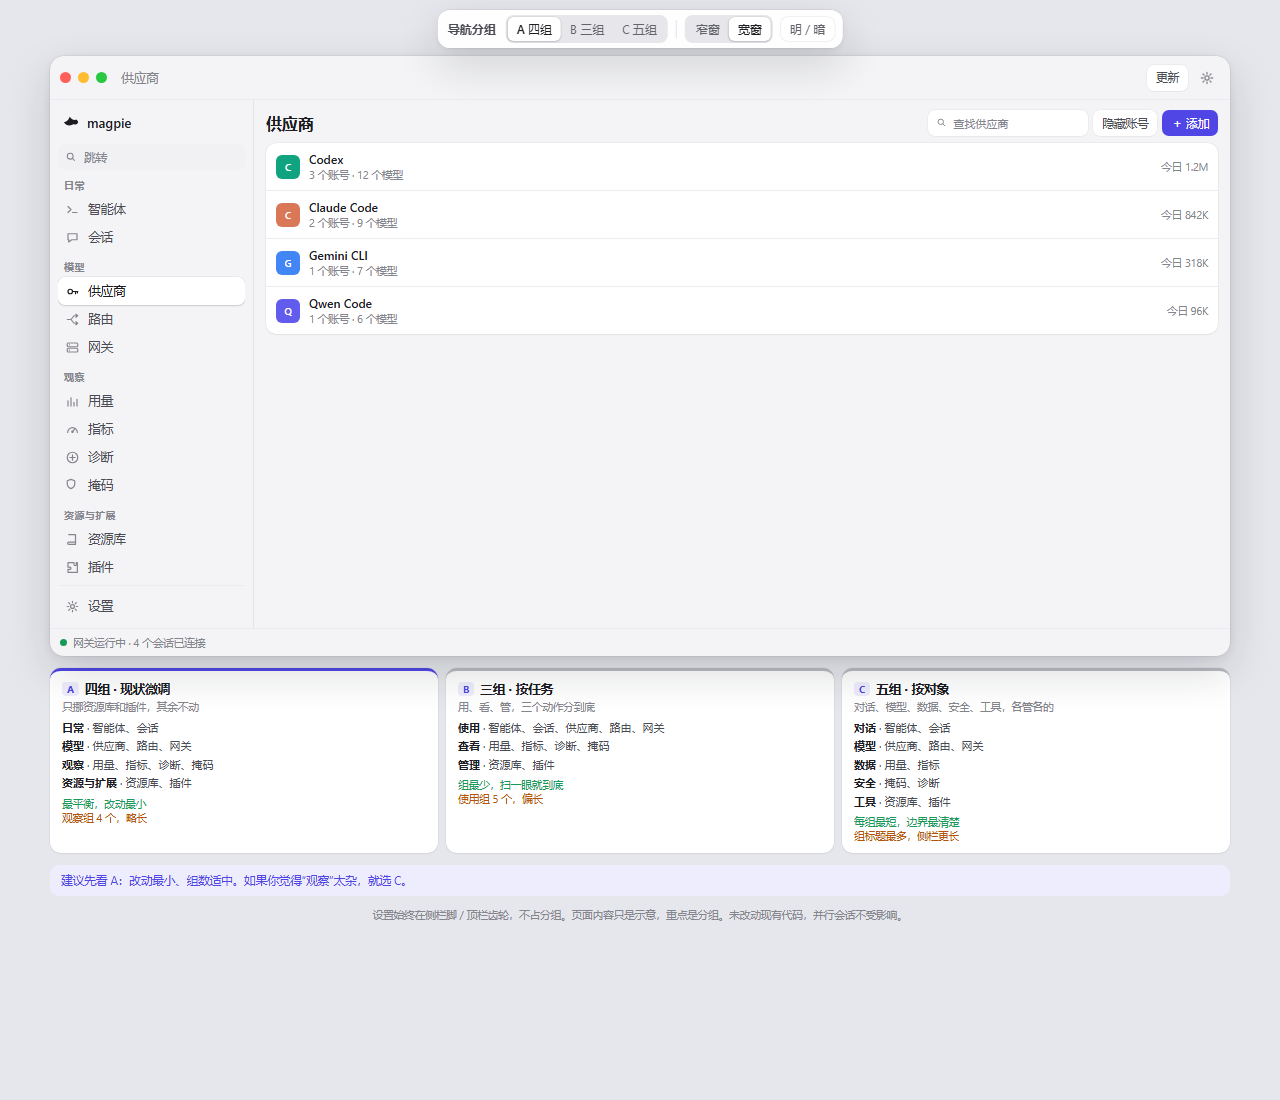 导航分组 A 四组 B 三组 C 五组 窄窗 宽窗 明 / 暗
供应商 更新
magpie
跳转
日常
智能体
会话
模型
供应商
路由
网关
观察
用量
指标
诊断
掩码
资源与扩展
资源库
插件
设置
供应商 查找供应商 隐藏账号 + 添加
C Codex 今日 1.2M
3 个账号 · 12 个模型
C Claude Code 今日 842K
2 个账号 · 9 个模型
G Gemini CLI 今日 318K
1 个账号 · 7 个模型
Q Qwen Code 今日 96K
1 个账号 · 6 个模型
网关运行中 · 4 个会话已连接
A 四组 · 现状微调
只挪资源库和插件，其余不动
日常 · 智能体、会话
模型 · 供应商、路由、网关
观察 · 用量、指标、诊断、掩码
资源与扩展 · 资源库、插件
最平衡，改动最小
观察组 4 个，略长
B 三组 · 按任务
用、看、管，三个动作分到底
使用 · 智能体、会话、供应商、路由、网关
查看 · 用量、指标、诊断、掩码
管理 · 资源库、插件
组最少，扫一眼就到底
使用组 5 个，偏长
C 五组 · 按对象
对话、模型、数据、安全、工具，各管各的
对话 · 智能体、会话
模型 · 供应商、路由、网关
数据 · 用量、指标
安全 · 掩码、诊断
工具 · 资源库、插件
每组最短，边界最清楚
组标题最多，侧栏更长
建议先看 A：改动最小、组数适中。如果你觉得“观察”太杂，就选 C。
设置始终在侧栏脚 / 顶栏齿轮，不占分组。页面内容只是示意，重点是分组。未改动现有代码，并行会话不受影响。